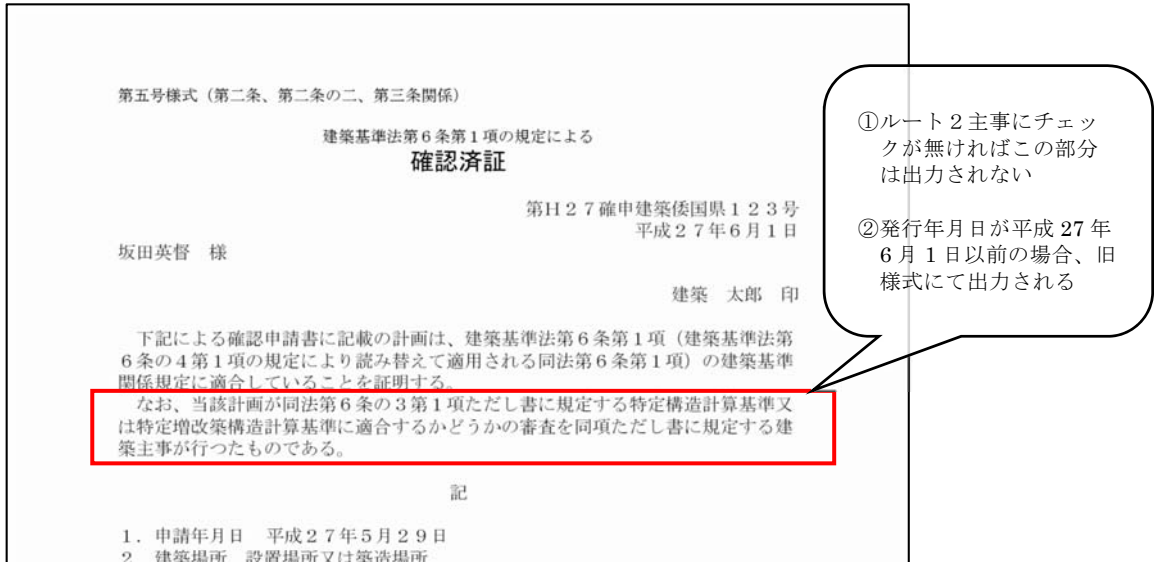 第五号様式（第二条、第二条の二、第三条関係）
建築基準法第６条第１項の規定による
確認済証
第Ｈ２７確申建築倭国県１２３号
平成２７年６月１日
坂田英督　様
建築　太郎　印
下記による確認申請書に記載の計画は、建築基準法第６条第１項（建築基準法第
６条の４第１項の規定により読み替えて適用される同法第６条第１項）の建築基準
関係規定に適合していることを証明する。
なお、当該計画が同法第６条の３第１項ただし書に規定する特定構造計算基準又
は特定増改築構造計算基準に適合するかどうかの審査を同項ただし書に規定する建
築主事が行つたものである。
記
１．申請年月日　平成２７年５月２９日
２．建築場所、設置場所又は築造場所
①ルート２主事にチェッ
クが無ければこの部分
は出力されない
②発行年月日が平成 27 年
6 月 1 日以前の場合、旧
様式にて出力される